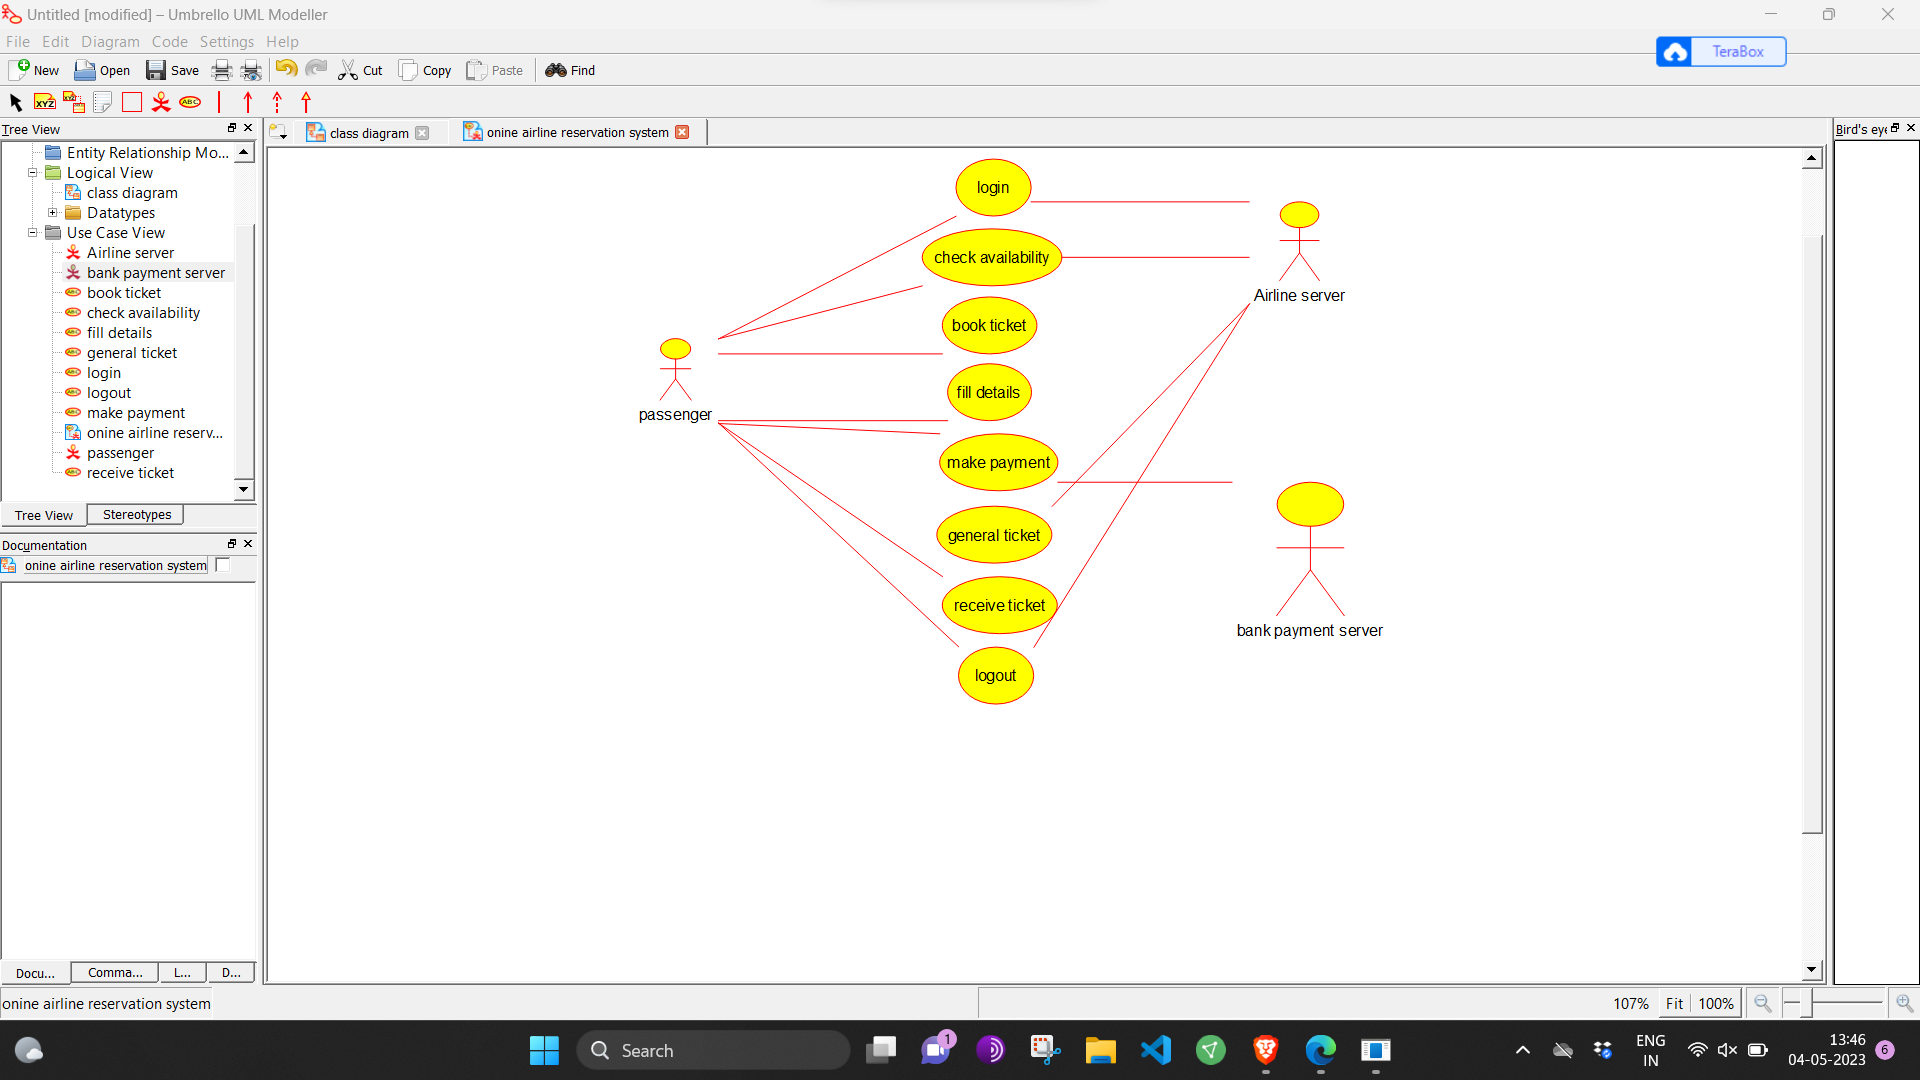 Untitled [modified] – Umbrello UML Modeller
File Edit Diagram Code Settings Help
TeraBox
New Open Save Cut Copy Paste Find
XYZ XYZ ABC
Tree View
class diagram
onine airline reservation system
Bird's eye
Entity Relationship Mo...
Logical View
class diagram
Datatypes
Use Case View
Airline server
bank payment server
book ticket
check availability
fill details
general ticket
login
logout
make payment
onine airline reserv...
passenger
receive ticket
Tree View Stereotypes
Documentation
onine airline reservation system
Docu... Comma... L... D...
login
check availability
book ticket
fill details
make payment
general ticket
receive ticket
logout
passenger
Airline server
bank payment server
onine airline reservation system
107% Fit 100%
Search
1
ENG
IN
13:46
04-05-2023
6